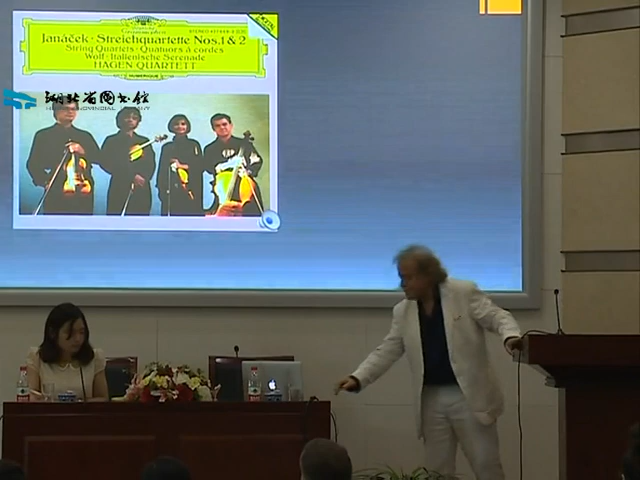 DIGITAL
Janáček · Streichquartette Nos.1 & 2
String Quartets · Quatuors à cordes
Wolf · Italienische Serenade
HAGEN QUARTETT
湖北省图书馆